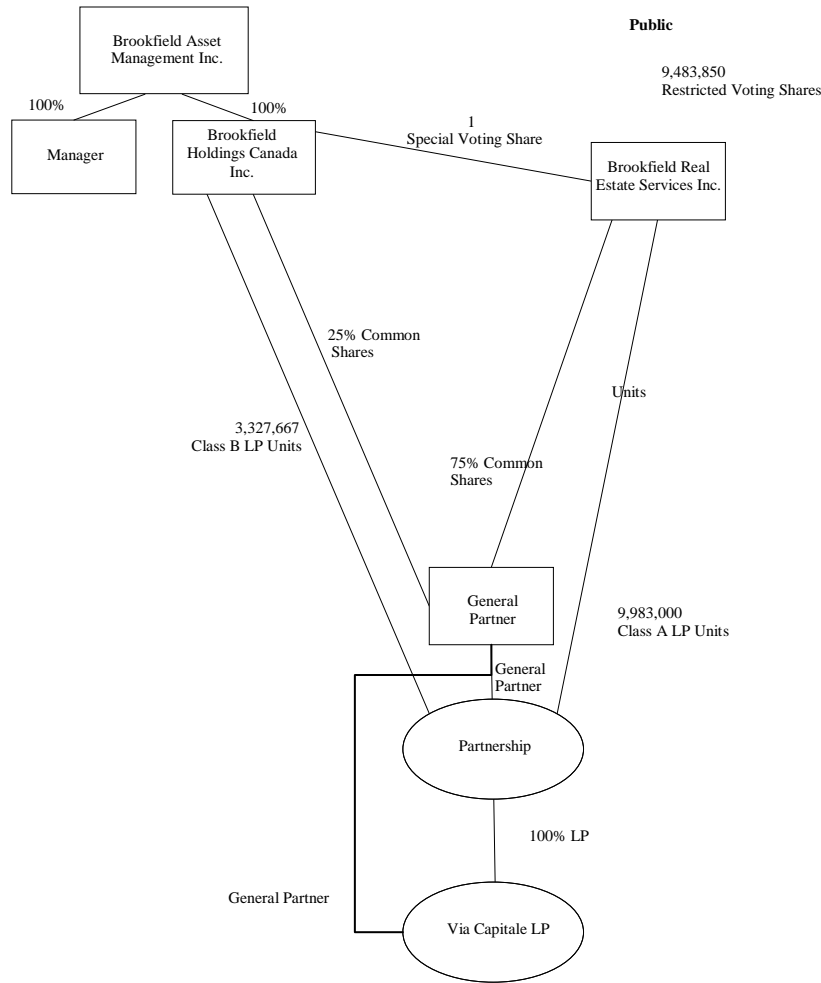 Public
Brookfield Asset
Management Inc.
9,483,850
Restricted Voting Shares
100%
100%
1
Special Voting Share
Manager
Brookfield
Holdings Canada
Inc.
Brookfield Real
Estate Services Inc.
25% Common
Shares
Units
3,327,667
Class B LP Units
75% Common
Shares
General
Partner
9,983,000
Class A LP Units
General
Partner
Partnership
100% LP
General Partner
Via Capitale LP